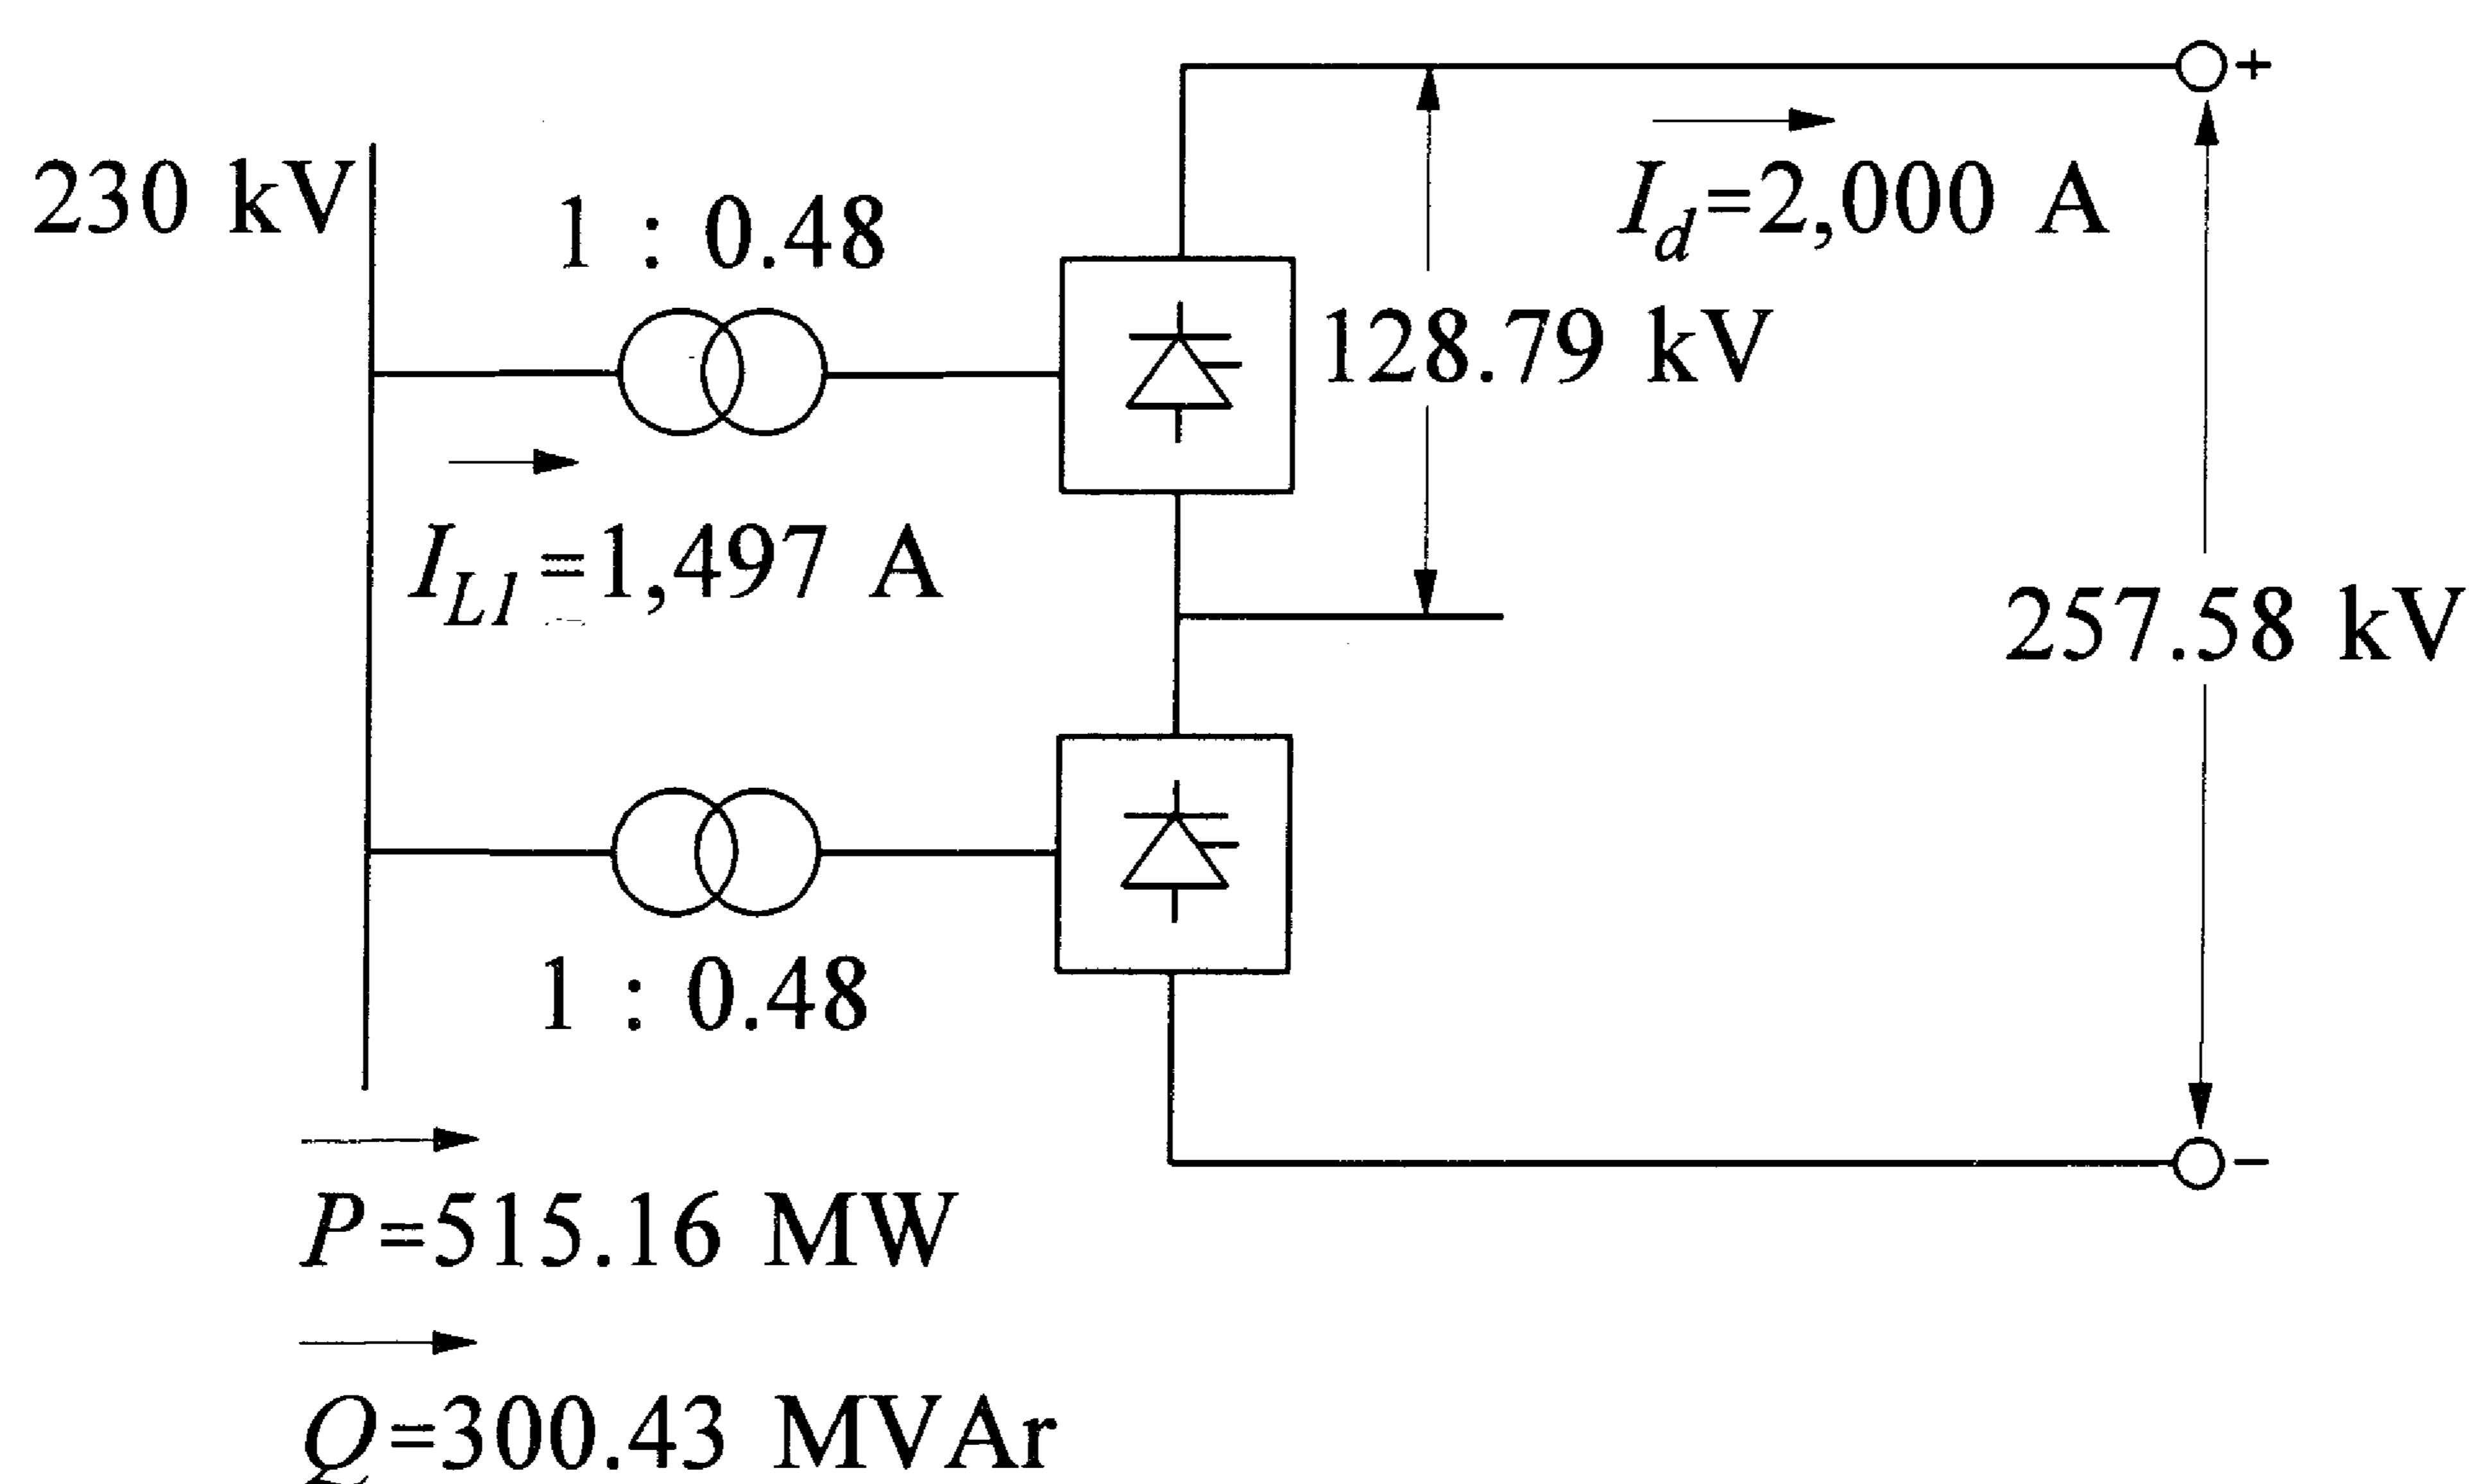 230 kV
1 : 0.48
+
I_d=2,000 A
128.79 kV
I_L1=1,497 A
257.58 kV
1 : 0.48
−
P=515.16 MW
Q=300.43 MVAr